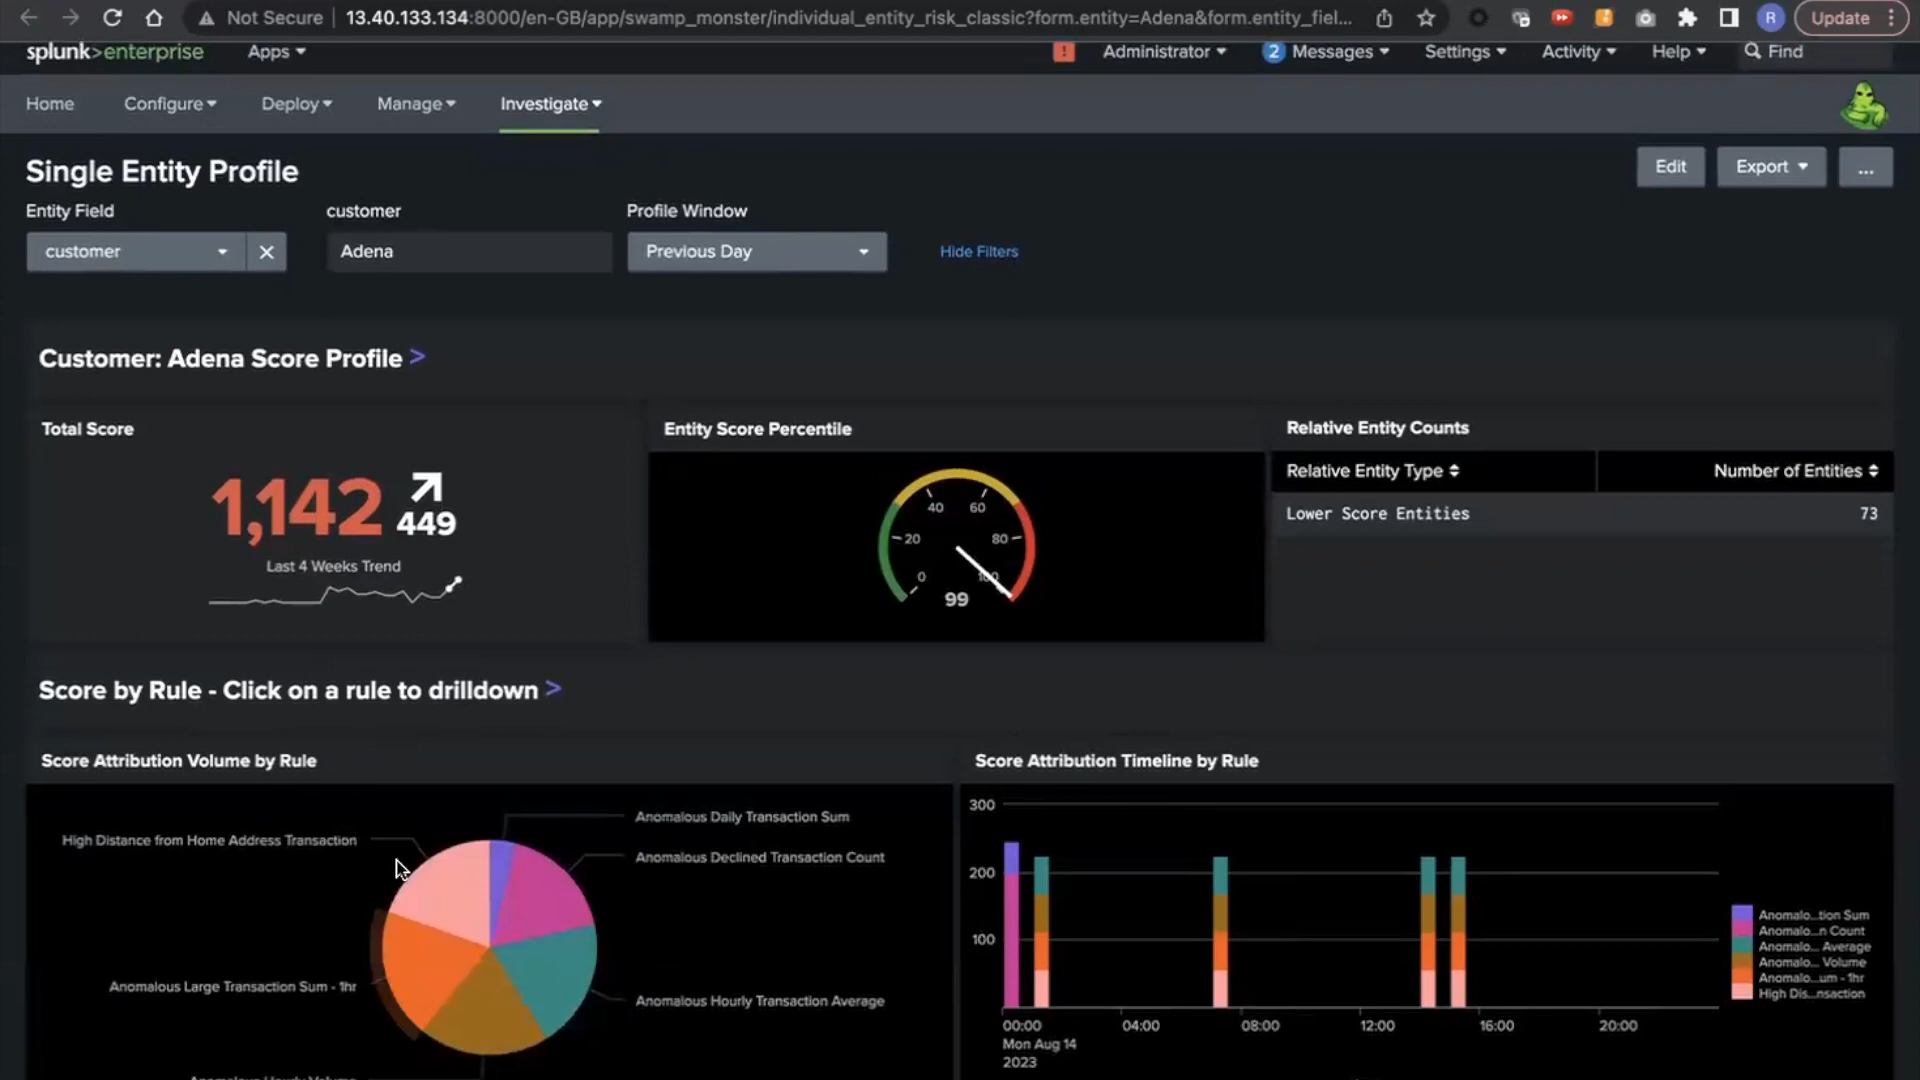 Not Secure 13.40.133.134:8000/en-GB/app/swamp_monster/individual_entity_risk_classic?form.entity=Adena&form.entity_fiel... R Update
splunk>enterprise Apps ! Administrator 2 Messages Settings Activity Help Find
Home Configure Deploy Manage Investigate
Single Entity Profile
Edit Export ...
Entity Field customer Profile Window
customer Adena Previous Day Hide Filters
Customer: Adena Score Profile >
Total Score
1,142
449
Last 4 Weeks Trend
Entity Score Percentile
0 20 40 60 80 100
99
Relative Entity Counts
Relative Entity Type Number of Entities
Lower Score Entities 73
Score by Rule - Click on a rule to drilldown >
Score Attribution Volume by Rule
Anomalous Daily Transaction Sum
High Distance from Home Address Transaction
Anomalous Declined Transaction Count
Anomalous Large Transaction Sum - 1hr
Anomalous Hourly Transaction Average
Score Attribution Timeline by Rule
300
200
100
00:00 04:00 08:00 12:00 16:00 20:00
Mon Aug 14
2023
Anomalo...tion Sum
Anomalo...n Count
Anomalo... Average
Anomalo... Volume
Anomalo...um - 1hr
High Dis...nsaction